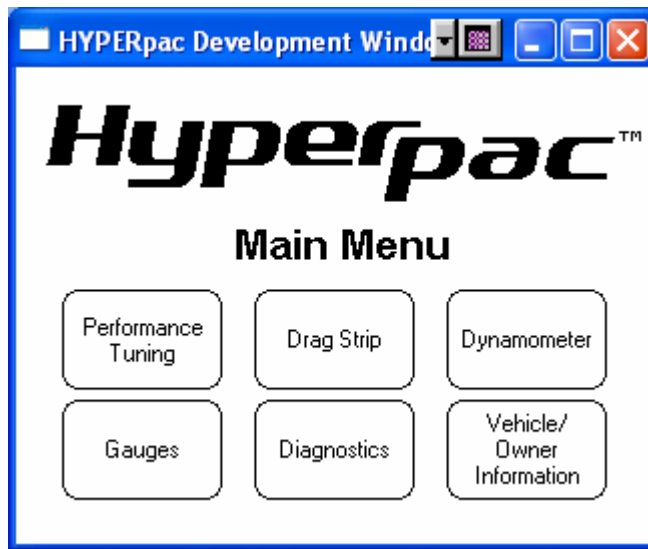 HYPERpac Development Windo
Hyperpac™
Main Menu
Performance
Tuning
Drag Strip
Dynamometer
Gauges
Diagnostics
Vehicle/
Owner
Information